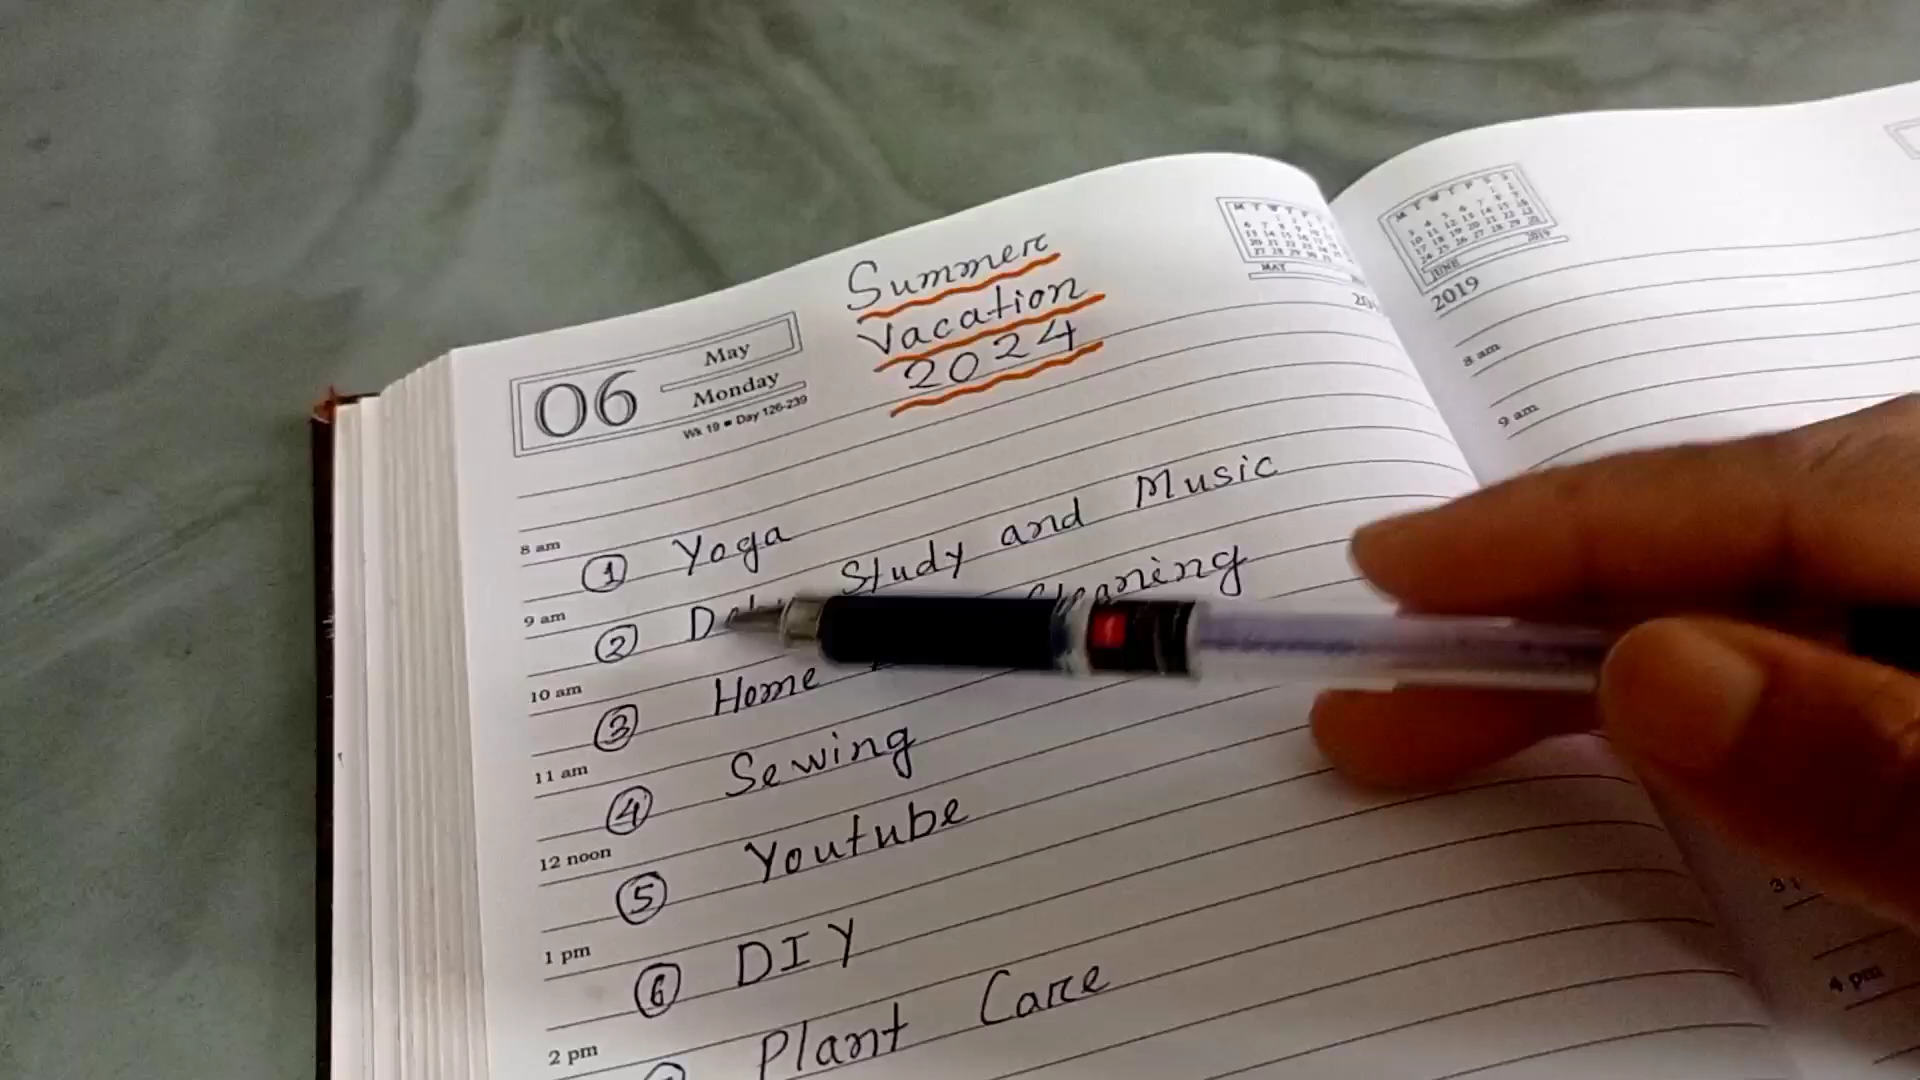 Summer
Vacation
2024
06
May
Monday
Wk 19 ■ Day 126-239
MAY
8 am
1 Yoga
9 am
2 Study and Music
10 am
3 Home Cleaning
11 am
4 Sewing
12 noon
5 Youtube
1 pm
6 DIY
2 pm
Plant Care
M T W T F S S
JUNE 2019
2019
8 am
9 am
4 pm